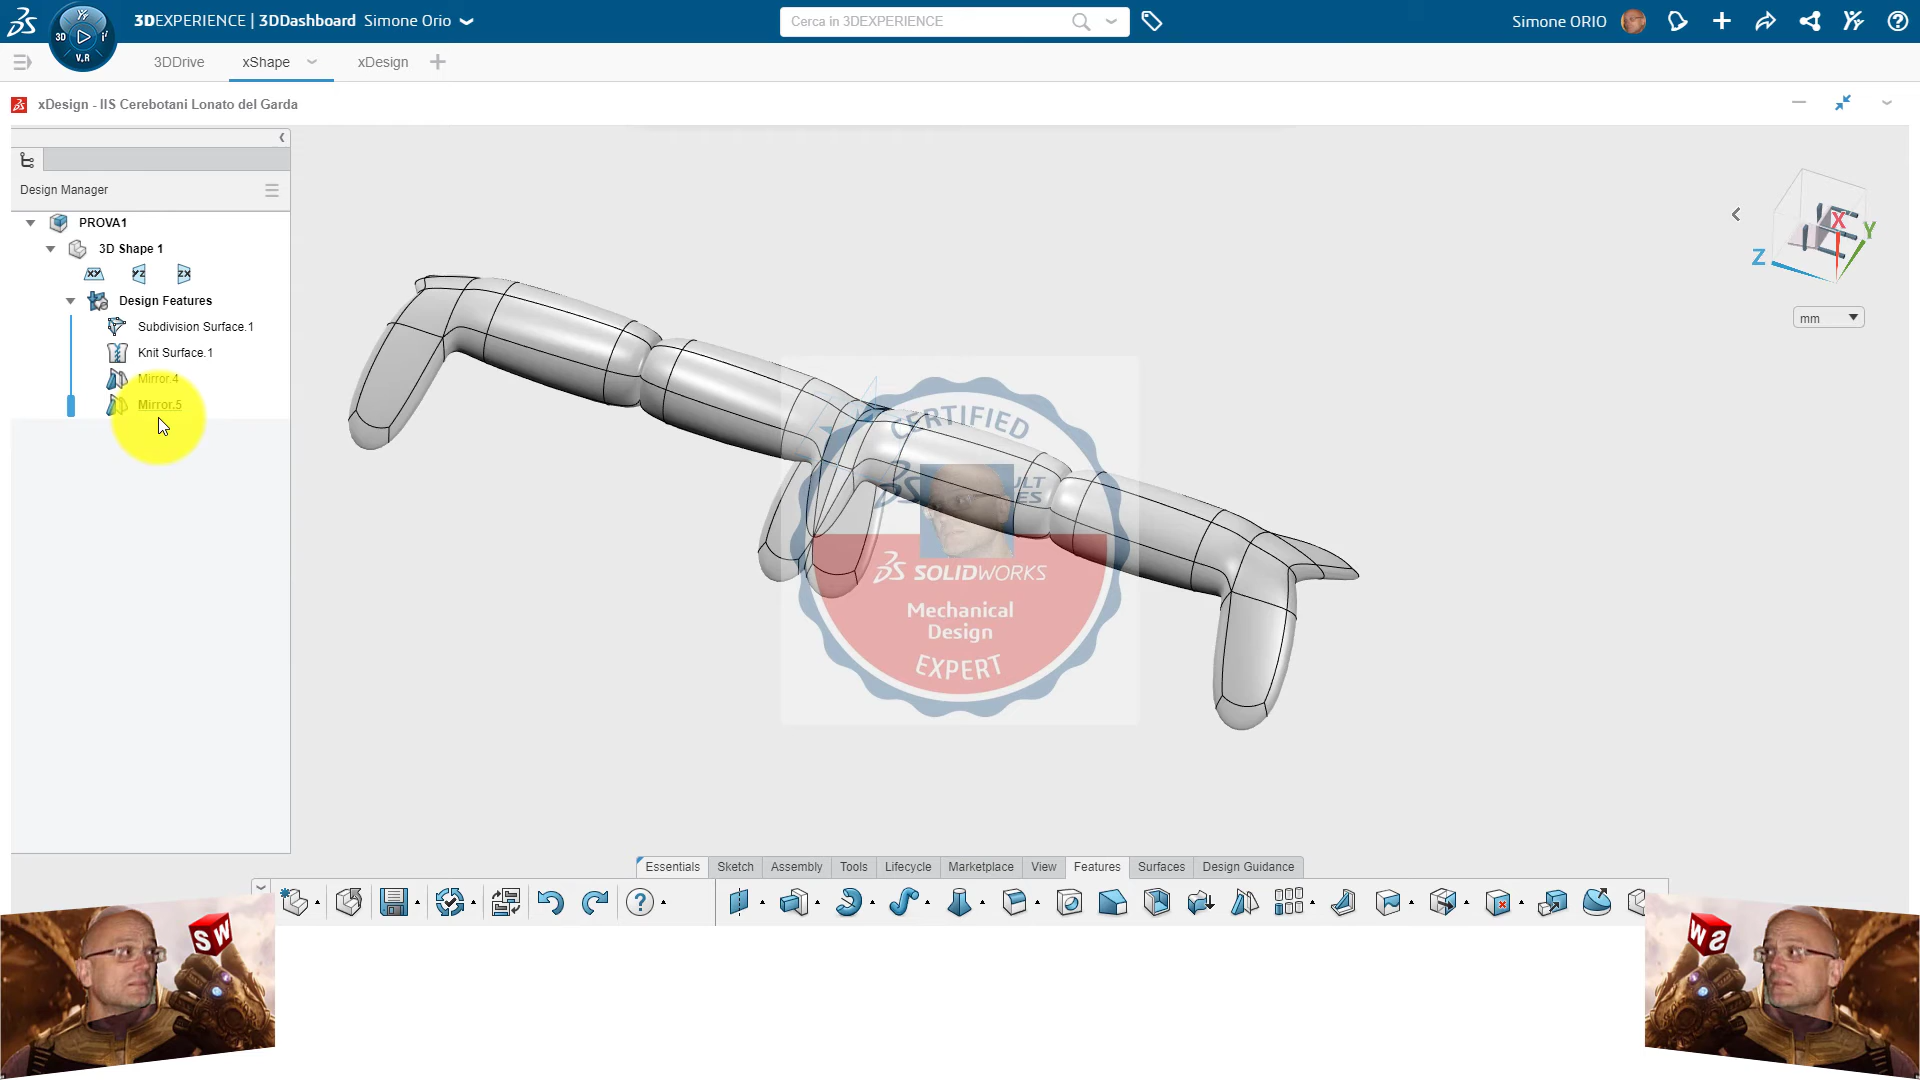 3DEXPERIENCE | 3DDashboard Simone Orio
3D
V.R
Cerca in 3DEXPERIENCE
Simone ORIO
3DDrive
xShape
xDesign
xDesign - IIS Cerebotani Lonato del Garda
Design Manager
PROVA1
3D Shape 1
XY
YZ
ZX
Design Features
Subdivision Surface.1
Knit Surface.1
Mirror.4
Mirror.5
X
Y
Z
mm
CERTIFIED
SOLIDWORKS
Mechanical
Design
EXPERT
Essentials
Sketch
Assembly
Tools
Lifecycle
Marketplace
View
Features
Surfaces
Design Guidance
SW